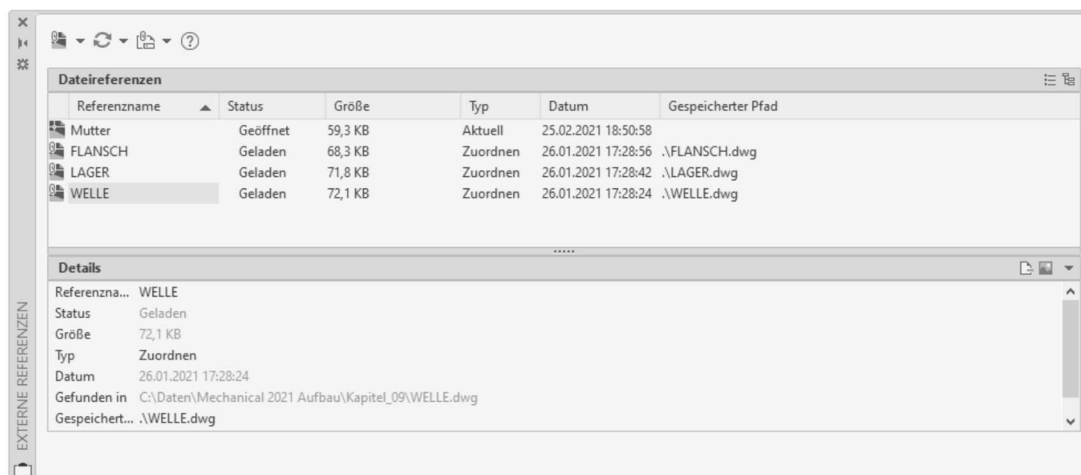 Dateireferenzen
Referenzname Status Größe Typ Datum Gespeicherter Pfad
Mutter Geöffnet 59,3 KB Aktuell 25.02.2021 18:50:58
FLANSCH Geladen 68,3 KB Zuordnen 26.01.2021 17:28:56 .\FLANSCH.dwg
LAGER Geladen 71,8 KB Zuordnen 26.01.2021 17:28:42 .\LAGER.dwg
WELLE Geladen 72,1 KB Zuordnen 26.01.2021 17:28:24 .\WELLE.dwg
Details
Referenzna... WELLE
Status Geladen
Größe 72,1 KB
Typ Zuordnen
Datum 26.01.2021 17:28:24
Gefunden in C:\Daten\Mechanical 2021 Aufbau\Kapitel_09\WELLE.dwg
Gespeichert... .\WELLE.dwg
EXTERNE REFERENZEN